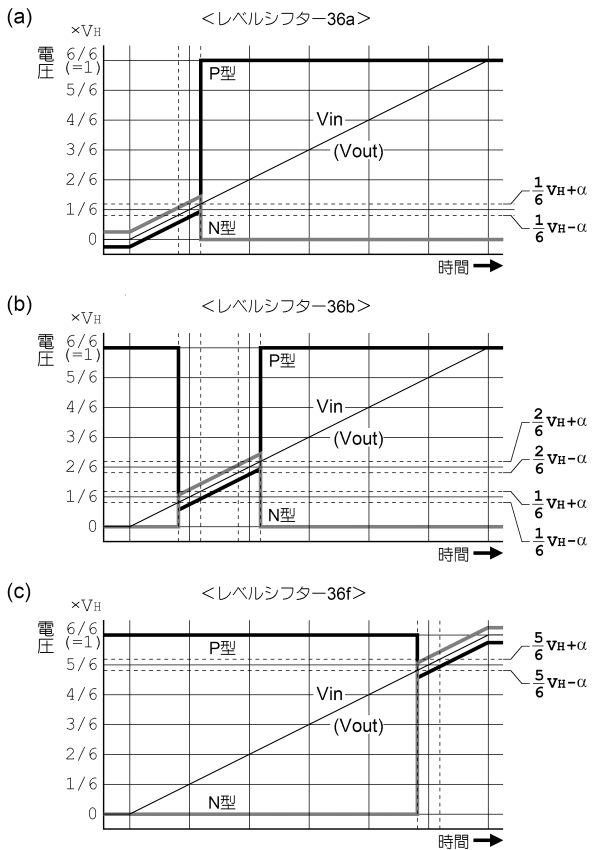 (a)
＜レベルシフター36a＞
×VH
電圧
6/6
(=1)
5/6
4/6
3/6
2/6
1/6
0
P型
Vin
(Vout)
N型
1/6 VH+α
1/6 VH-α
時間
(b)
＜レベルシフター36b＞
×VH
電圧
6/6
(=1)
5/6
4/6
3/6
2/6
1/6
0
P型
Vin
(Vout)
N型
2/6 VH+α
2/6 VH-α
1/6 VH+α
1/6 VH-α
時間
(c)
＜レベルシフター36f＞
×VH
電圧
6/6
(=1)
5/6
4/6
3/6
2/6
1/6
0
P型
Vin
(Vout)
N型
5/6 VH+α
5/6 VH-α
時間